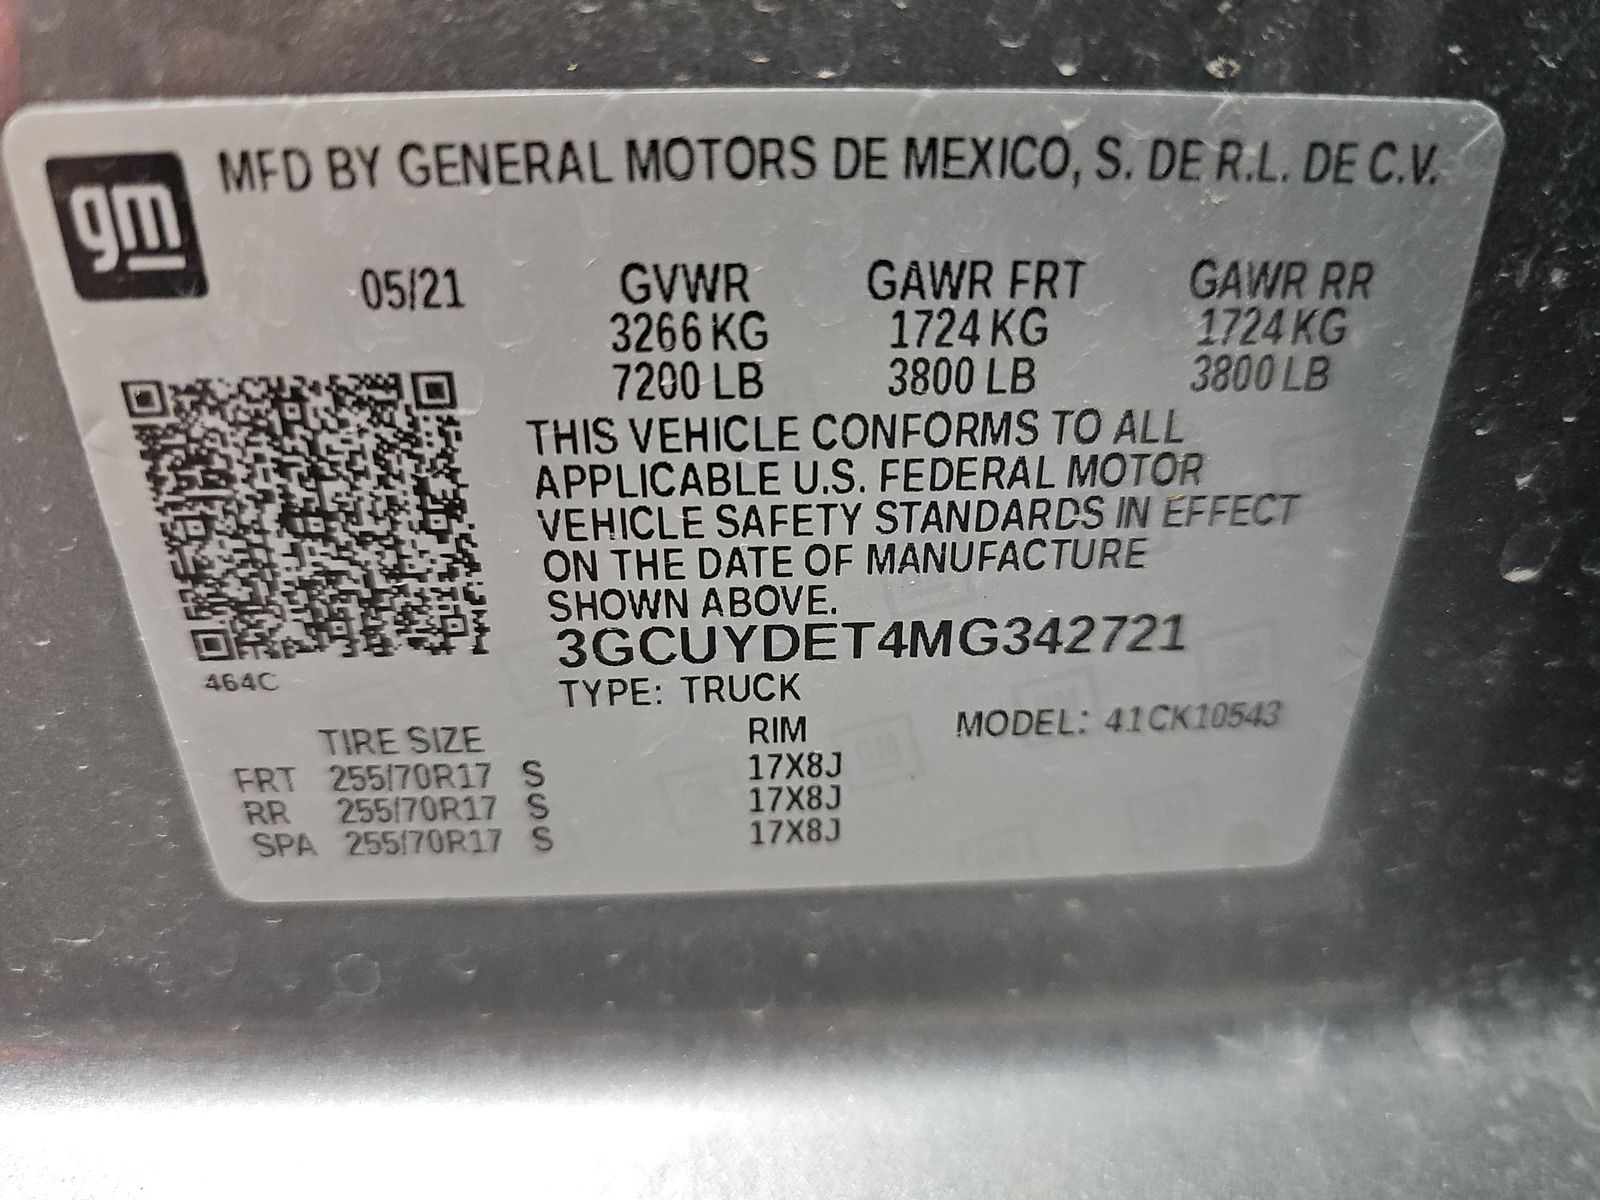 gm
MFD BY GENERAL MOTORS DE MEXICO, S. DE R.L. DE C.V.
05/21 GVWR GAWR FRT GAWR RR
3266 KG 1724 KG 1724 KG
7200 LB 3800 LB 3800 LB
THIS VEHICLE CONFORMS TO ALL
APPLICABLE U.S. FEDERAL MOTOR
VEHICLE SAFETY STANDARDS IN EFFECT
ON THE DATE OF MANUFACTURE
SHOWN ABOVE.
3GCUYDET4MG342721
464C
TYPE: TRUCK
TIRE SIZE RIM MODEL: 41CK10543
FRT 255/70R17 S 17X8J
RR 255/70R17 S 17X8J
SPA 255/70R17 S 17X8J